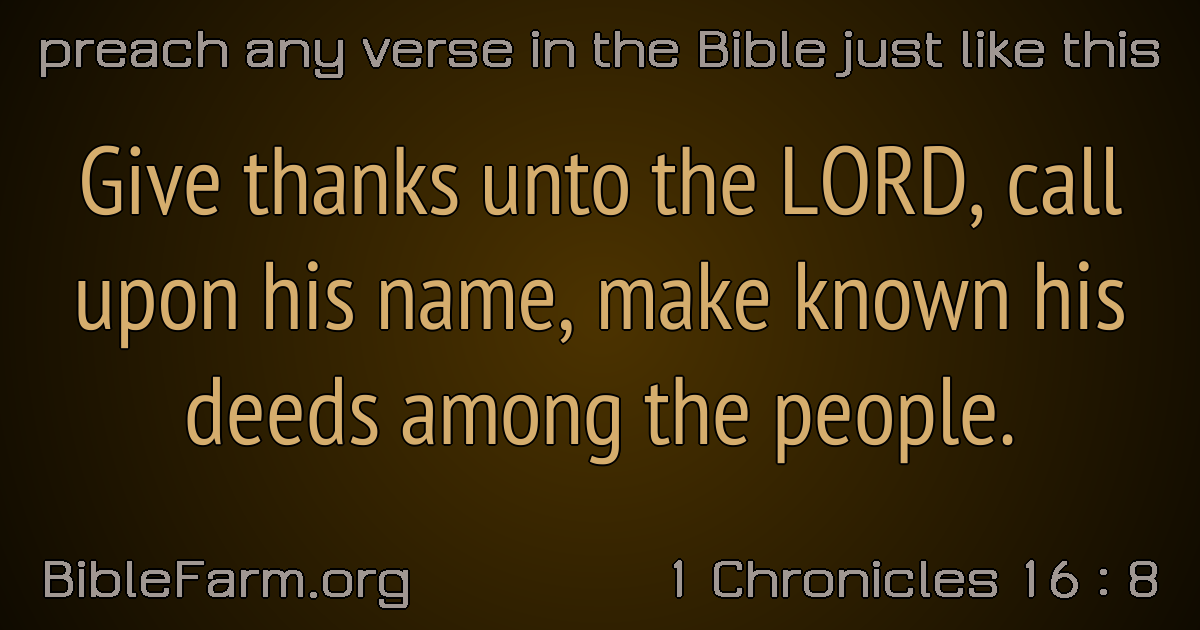 preach any verse in the Bible just like this
Give thanks unto the LORD, call
upon his name, make known his
deeds among the people.
BibleFarm.org
1 Chronicles 16 : 8